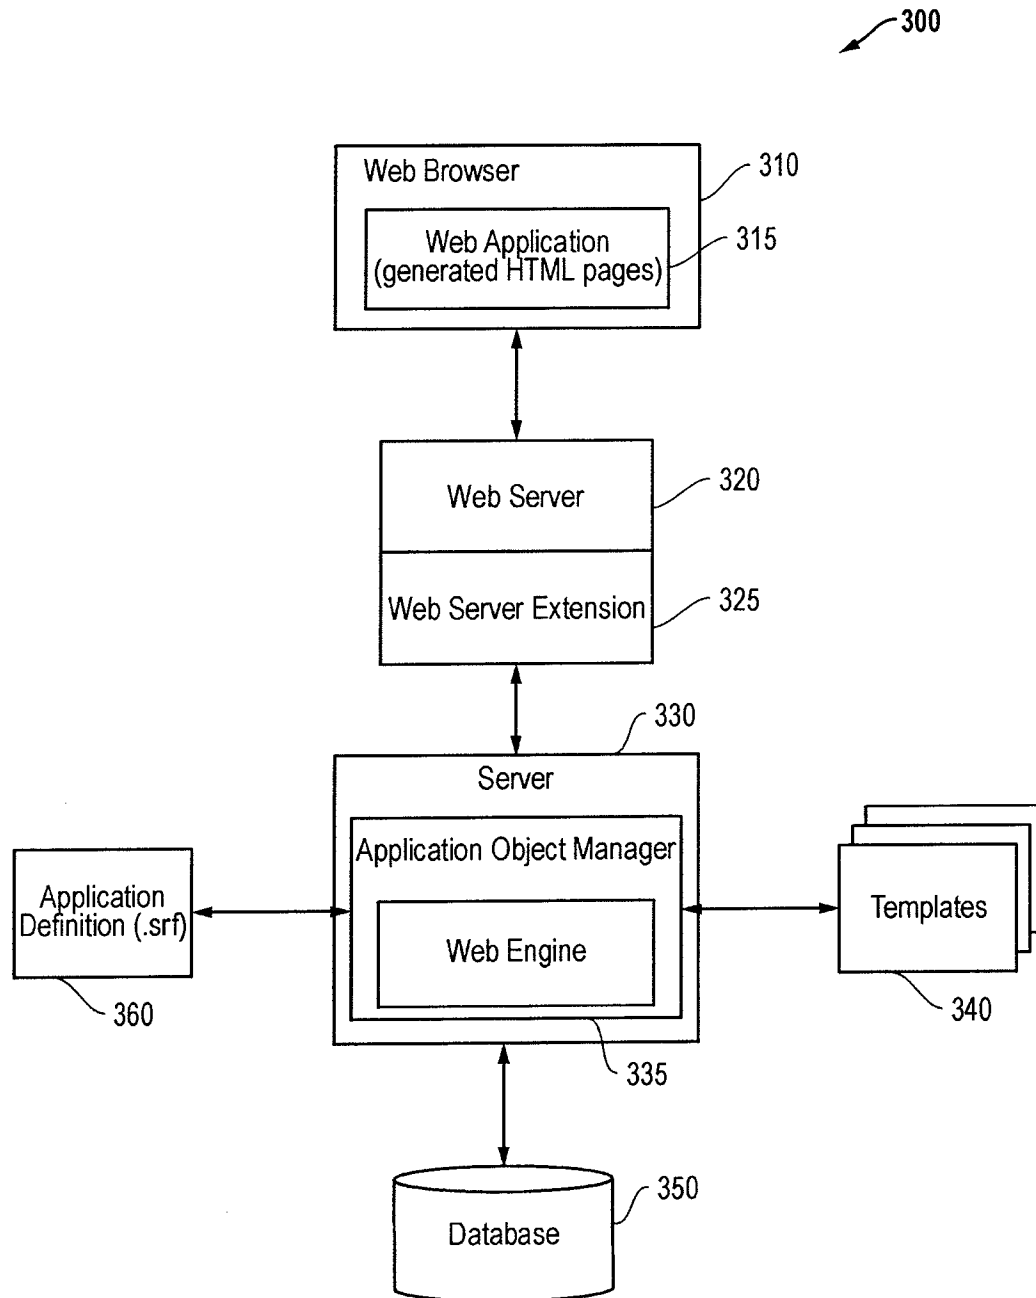 300
Web Browser
310
Web Application
(generated HTML pages)
315
Web Server
320
Web Server Extension
325
330
Server
Application Object Manager
Web Engine
335
Application
Definition (.srf)
360
Templates
340
Database
350